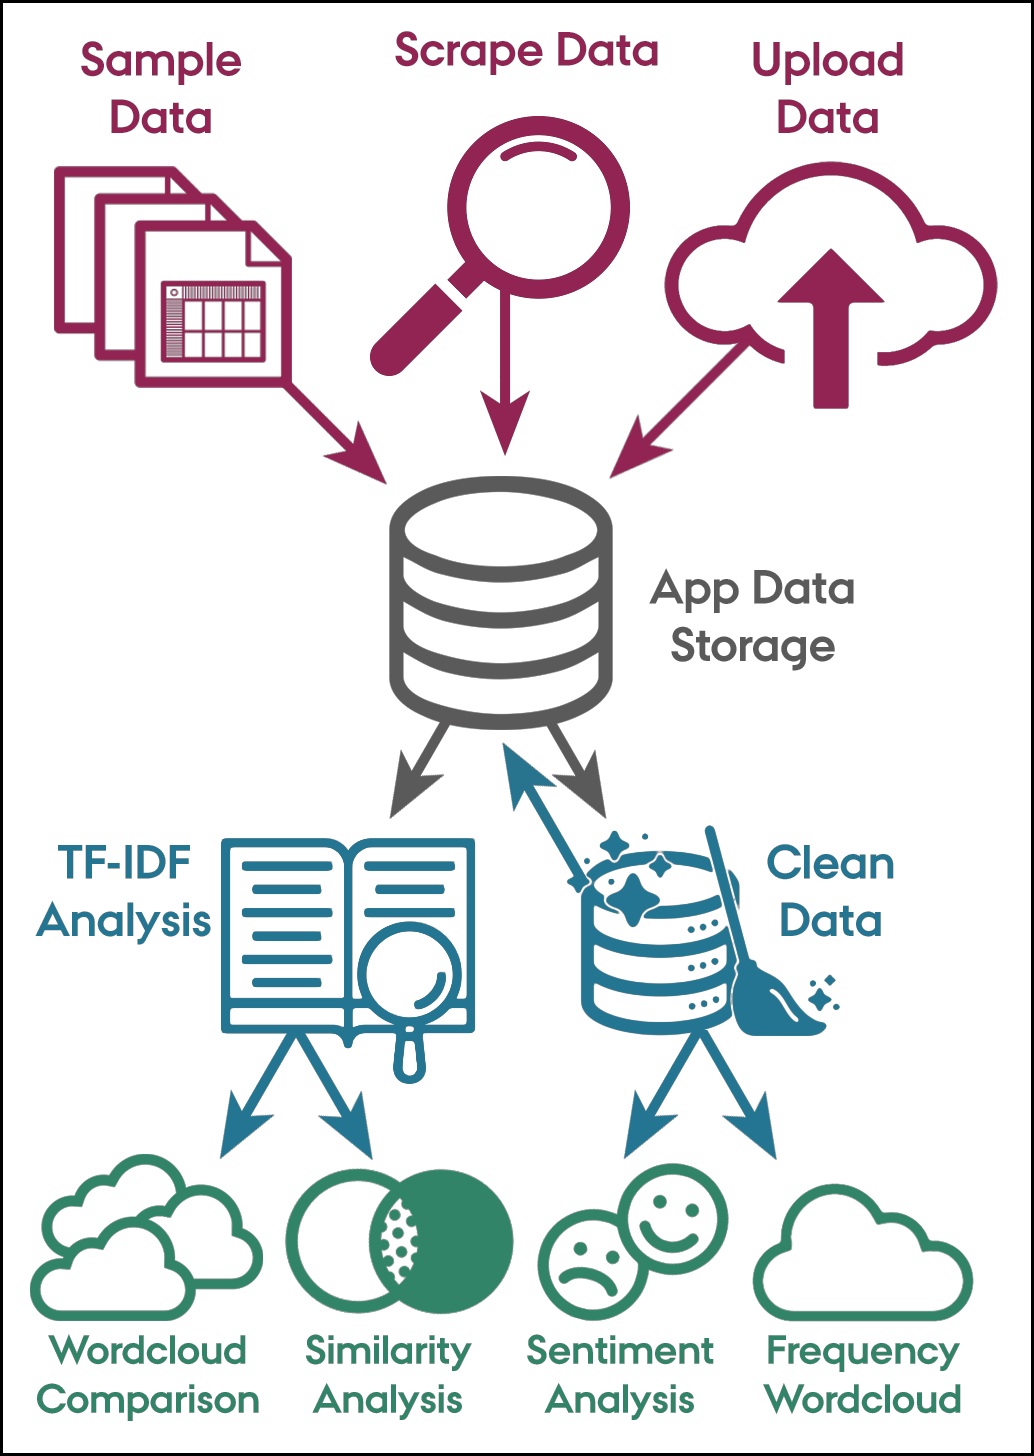 Sample
Data
Scrape Data
Upload
Data
App Data
Storage
TF-IDF
Analysis
Clean
Data
Wordcloud
Comparison
Similarity
Analysis
Sentiment
Analysis
Frequency
Wordcloud